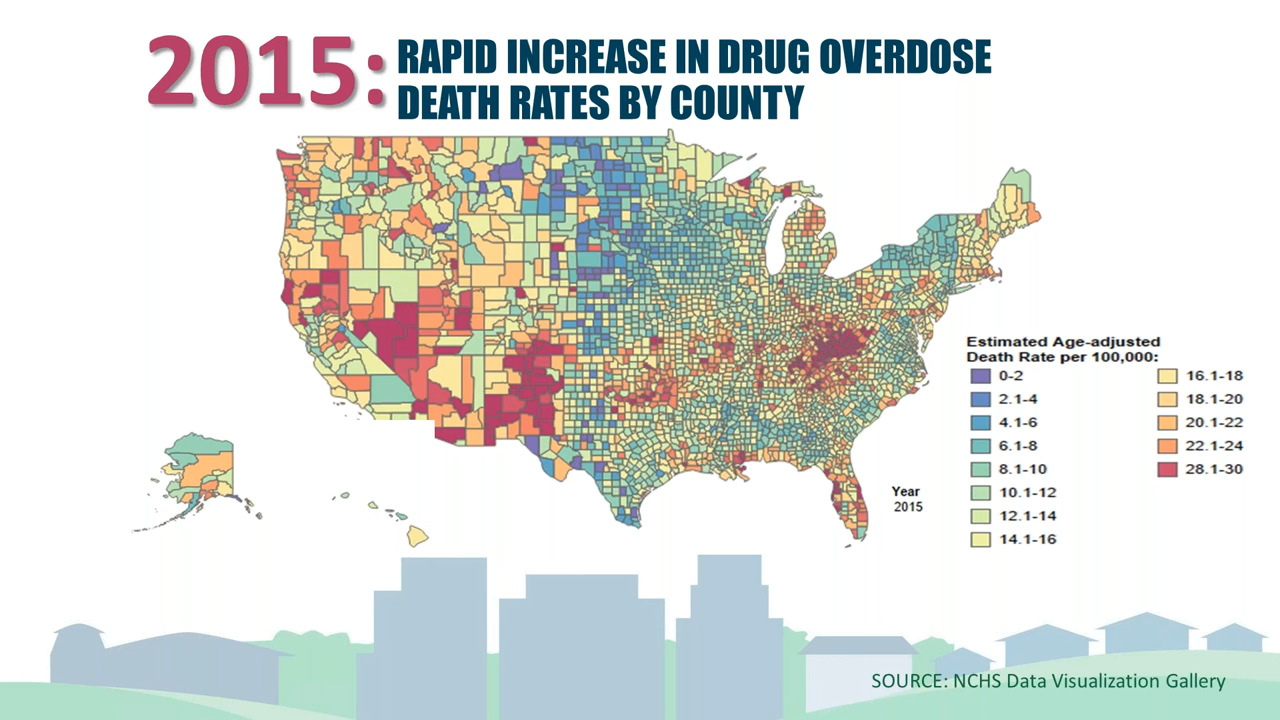 2015:
RAPID INCREASE IN DRUG OVERDOSE
DEATH RATES BY COUNTY
Estimated Age-adjusted
Death Rate per 100,000:
0-2
2.1-4
4.1-6
6.1-8
8.1-10
10.1-12
12.1-14
14.1-16
16.1-18
18.1-20
20.1-22
22.1-24
28.1-30
Year
2015
SOURCE: NCHS Data Visualization Gallery